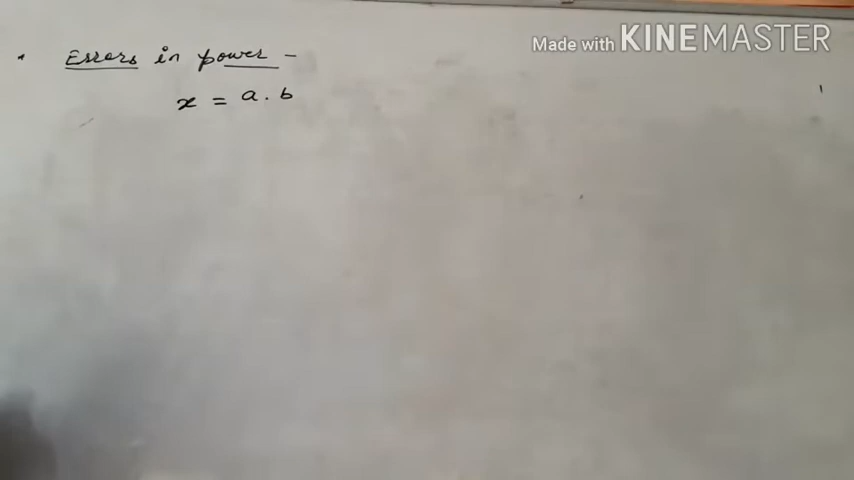 Made with KINEMASTER
* Errors in power -
x = a . b